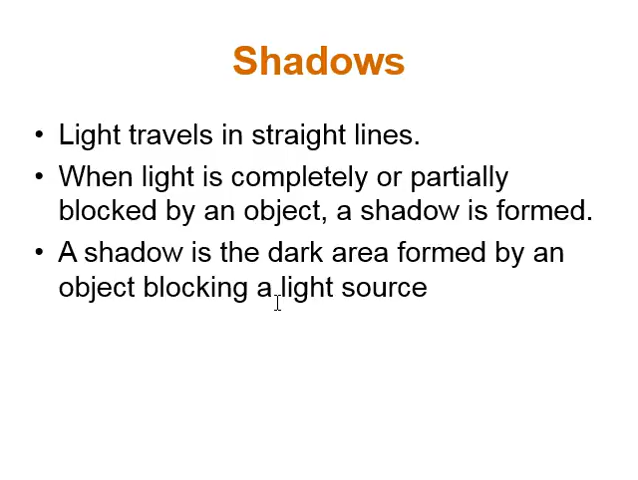 Shadows
• Light travels in straight lines.
• When light is completely or partially
blocked by an object, a shadow is formed.
• A shadow is the dark area formed by an
object blocking a light source